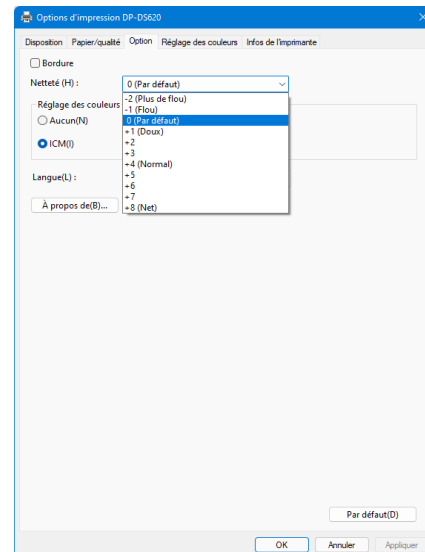 Options d'impression DP-DS620
Disposition Papier/qualité Option Réglage des couleurs Infos de l'imprimante
Bordure
Netteté (H) : 0 (Par défaut)
-2 (Plus de flou)
-1 (Flou)
0 (Par défaut)
+1 (Doux)
+2
+3
+4 (Normal)
+5
+6
+7
+8 (Net)
Réglage des couleurs
Aucun(N)
ICM(I)
Langue(L) :
À propos de(B)...
Par défaut(D)
OK Annuler Appliquer